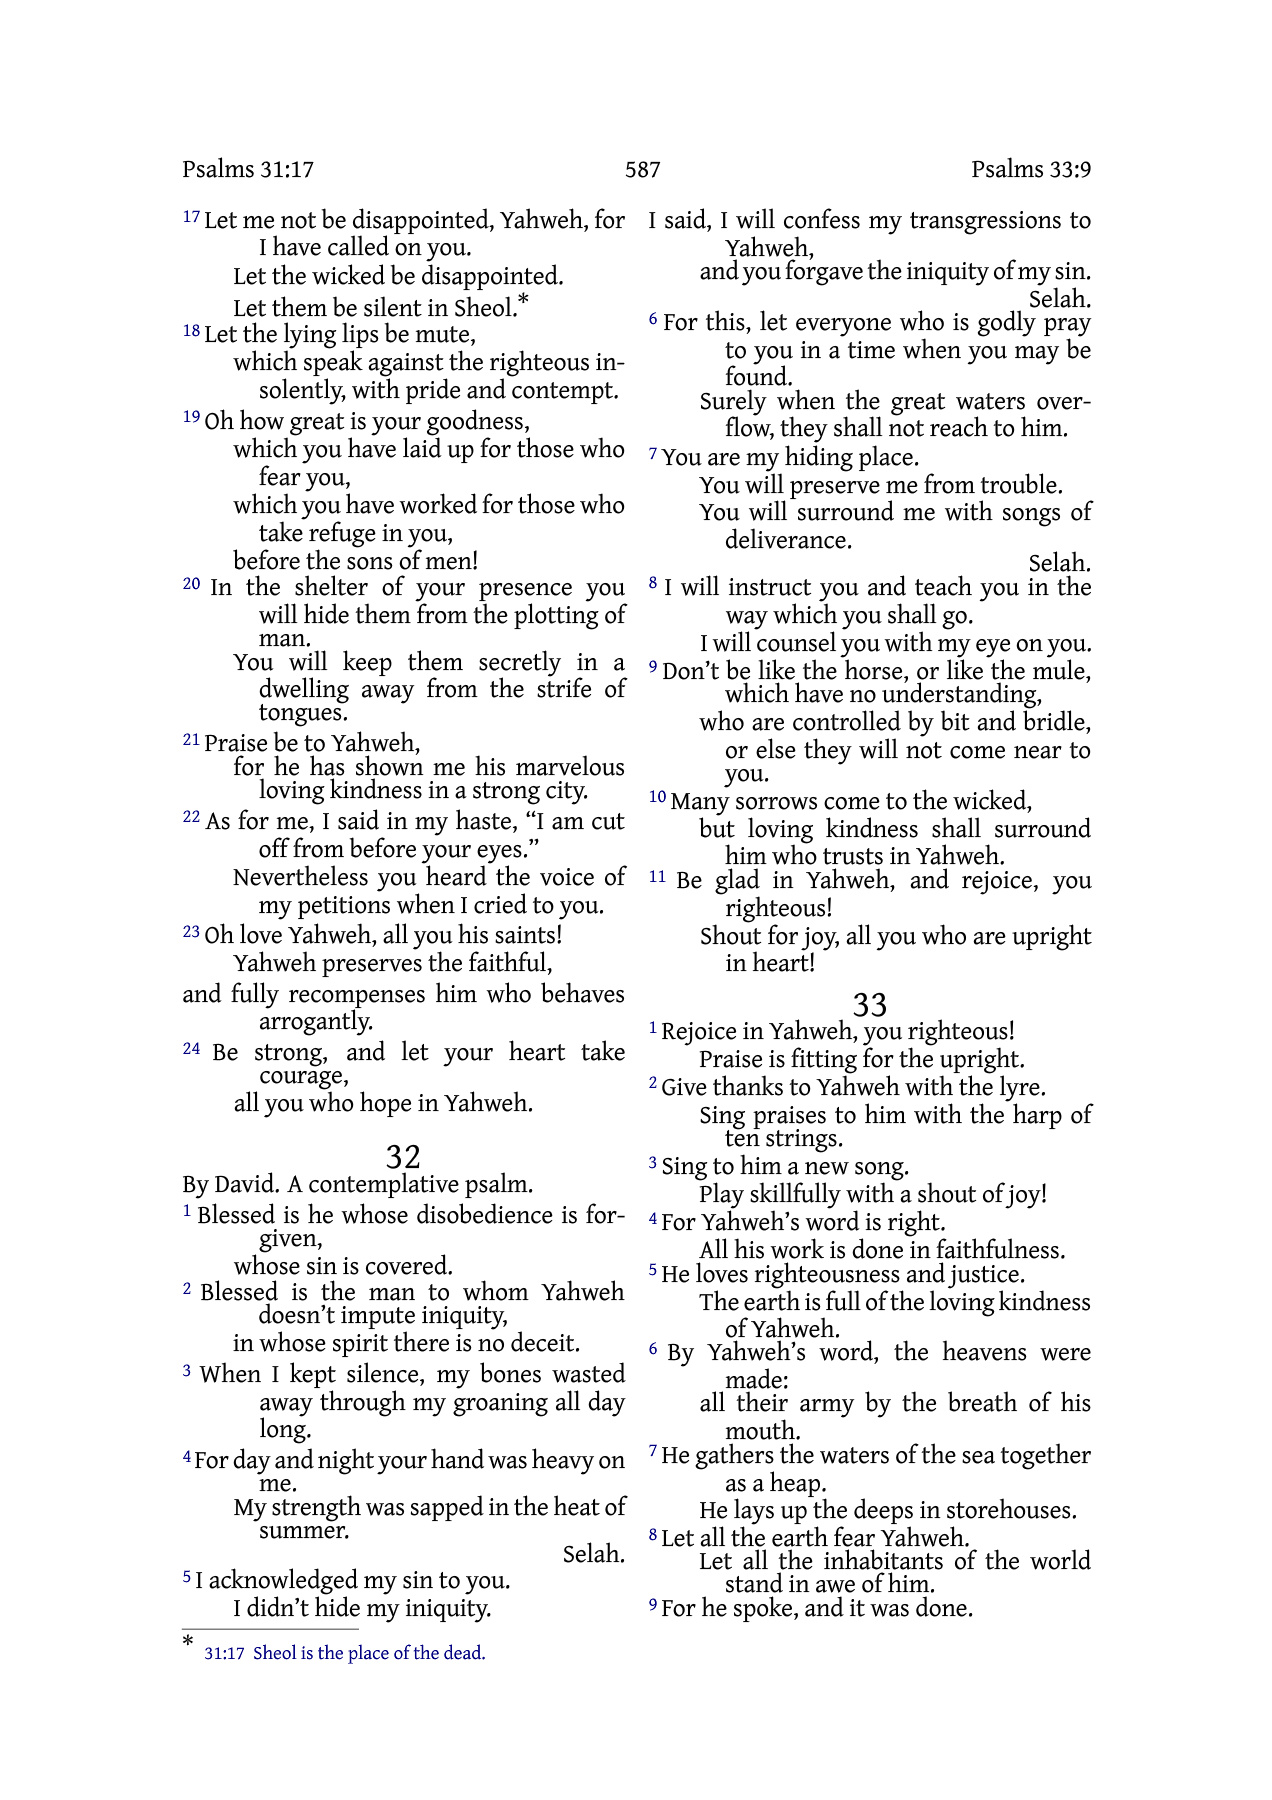 Psalms 31:17 587 Psalms 33:9
17 Let me not be disappointed, Yahweh, for
I have called on you.
Let the wicked be disappointed.
Let them be silent in Sheol.*
18 Let the lying lips be mute,
which speak against the righteous in-
solently, with pride and contempt.
19 Oh how great is your goodness,
which you have laid up for those who
fear you,
which you have worked for those who
take refuge in you,
before the sons of men!
20 In the shelter of your presence you
will hide them from the plotting of
man.
You will keep them secretly in a
dwelling away from the strife of
tongues.
21 Praise be to Yahweh,
for he has shown me his marvelous
loving kindness in a strong city.
22 As for me, I said in my haste, “I am cut
off from before your eyes.”
Nevertheless you heard the voice of
my petitions when I cried to you.
23 Oh love Yahweh, all you his saints!
Yahweh preserves the faithful,
and fully recompenses him who behaves
arrogantly.
24 Be strong, and let your heart take
courage,
all you who hope in Yahweh.
32
By David. A contemplative psalm.
1 Blessed is he whose disobedience is for-
given,
whose sin is covered.
2 Blessed is the man to whom Yahweh
doesn’t impute iniquity,
in whose spirit there is no deceit.
3 When I kept silence, my bones wasted
away through my groaning all day
long.
4 For day and night your hand was heavy on
me.
My strength was sapped in the heat of
summer.
Selah.
5 I acknowledged my sin to you.
I didn’t hide my iniquity.
* 31:17 Sheol is the place of the dead.
I said, I will confess my transgressions to
Yahweh,
and you forgave the iniquity of my sin.
Selah.
6 For this, let everyone who is godly pray
to you in a time when you may be
found.
Surely when the great waters over-
flow, they shall not reach to him.
7 You are my hiding place.
You will preserve me from trouble.
You will surround me with songs of
deliverance.
Selah.
8 I will instruct you and teach you in the
way which you shall go.
I will counsel you with my eye on you.
9 Don’t be like the horse, or like the mule,
which have no understanding,
who are controlled by bit and bridle,
or else they will not come near to
you.
10 Many sorrows come to the wicked,
but loving kindness shall surround
him who trusts in Yahweh.
11 Be glad in Yahweh, and rejoice, you
righteous!
Shout for joy, all you who are upright
in heart!
33
1 Rejoice in Yahweh, you righteous!
Praise is fitting for the upright.
2 Give thanks to Yahweh with the lyre.
Sing praises to him with the harp of
ten strings.
3 Sing to him a new song.
Play skillfully with a shout of joy!
4 For Yahweh’s word is right.
All his work is done in faithfulness.
5 He loves righteousness and justice.
The earth is full of the loving kindness
of Yahweh.
6 By Yahweh’s word, the heavens were
made:
all their army by the breath of his
mouth.
7 He gathers the waters of the sea together
as a heap.
He lays up the deeps in storehouses.
8 Let all the earth fear Yahweh.
Let all the inhabitants of the world
stand in awe of him.
9 For he spoke, and it was done.